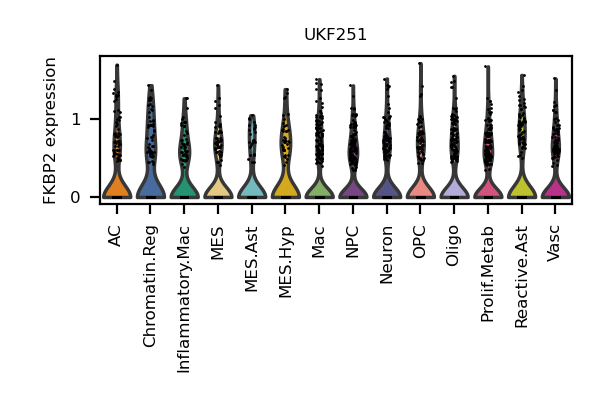 UKF251
FKBP2 expression
1
0
AC
Chromatin.Reg
Inflammatory.Mac
MES
MES.Ast
MES.Hyp
Mac
NPC
Neuron
OPC
Oligo
Prolif.Metab
Reactive.Ast
Vasc